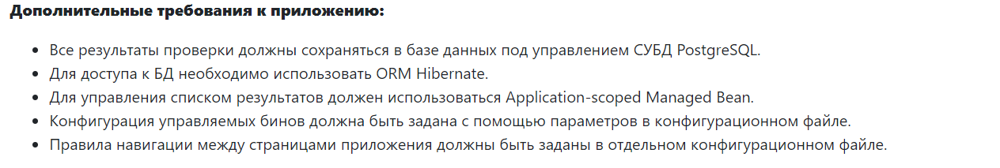 Дополнительные требования к приложению:
• Все результаты проверки должны сохраняться в базе данных под управлением СУБД PostgreSQL.
• Для доступа к БД необходимо использовать ORM Hibernate.
• Для управления списком результатов должен использоваться Application-scoped Managed Bean.
• Конфигурация управляемых бинов должна быть задана с помощью параметров в конфигурационном файле.
• Правила навигации между страницами приложения должны быть заданы в отдельном конфигурационном файле.